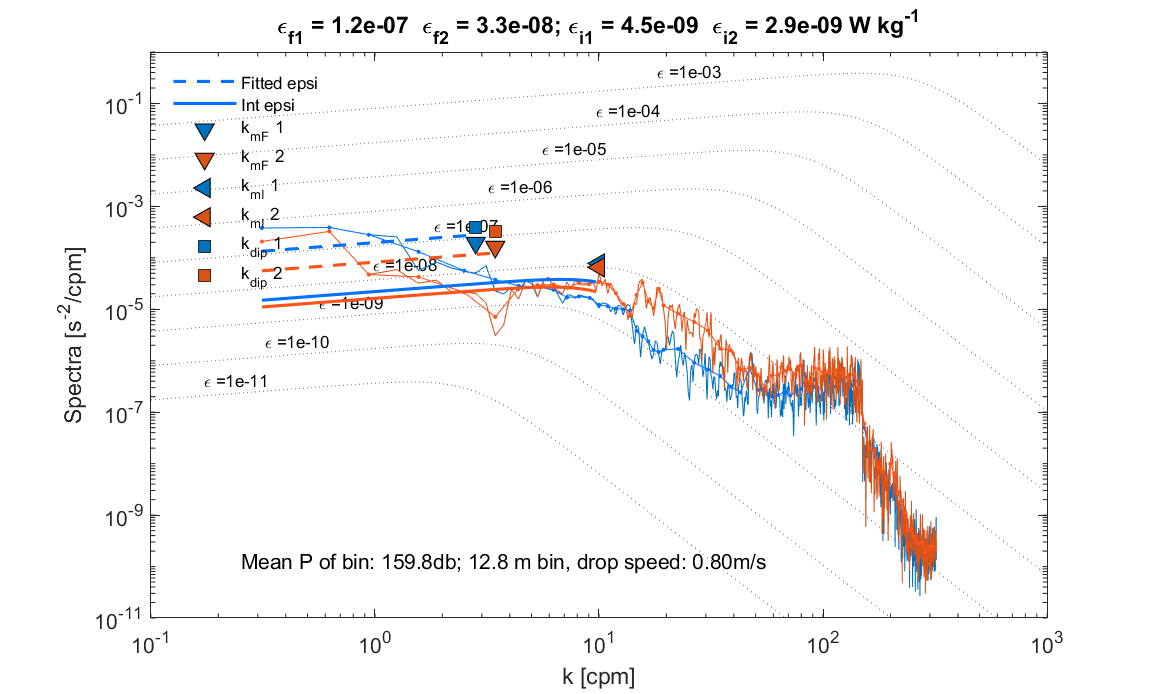 ϵf1 = 1.2e-07 ϵf2 = 3.3e-08; ϵi1 = 4.5e-09 ϵi2 = 2.9e-09 W kg-1
Fitted epsi
Int epsi
kmF 1
kmF 2
kmI 1
kmI 2
kdip 1
kdip 2
ϵ =1e-03
ϵ =1e-04
ϵ =1e-05
ϵ =1e-06
ϵ =1e-07
ϵ =1e-08
ϵ =1e-09
ϵ =1e-10
ϵ =1e-11
Mean P of bin: 159.8db; 12.8 m bin, drop speed: 0.80m/s
Spectra [s-2/cpm]
10-1
10-3
10-5
10-7
10-9
10-11
10-1
100
101
102
103
k [cpm]